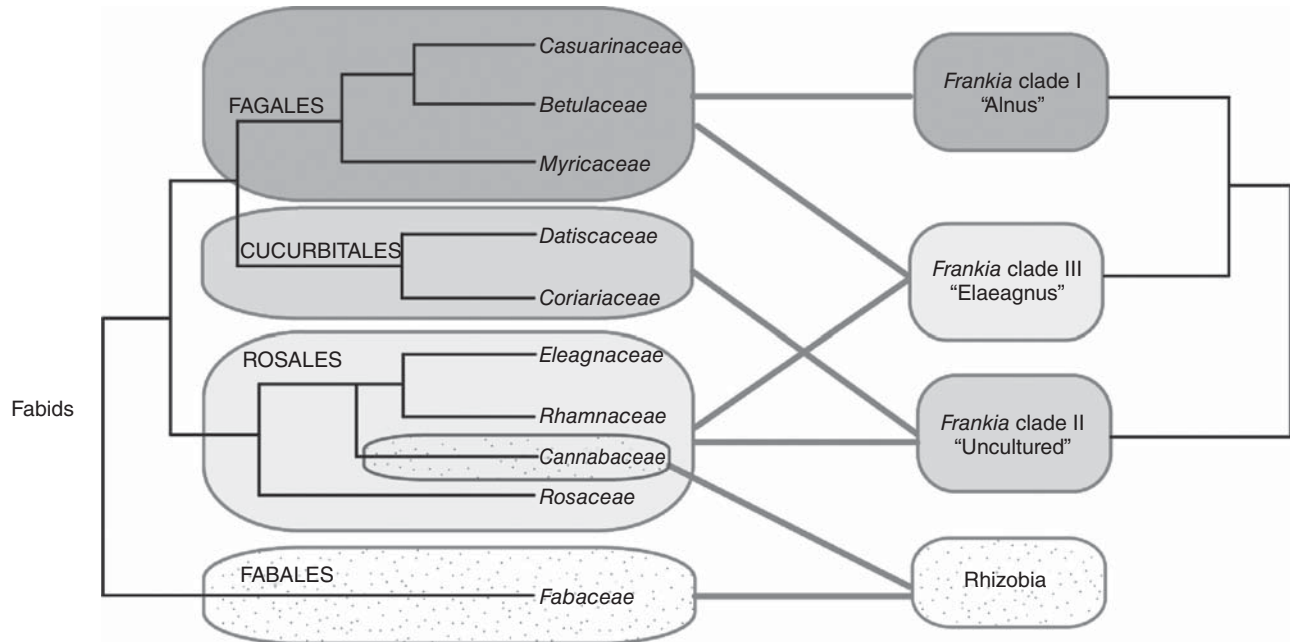 Fabids
FAGALES
Casuarinaceae
Betulaceae
Myricaceae
CUCURBITALES
Datiscaceae
Coriariaceae
ROSALES
Eleagnaceae
Rhamnaceae
Cannabaceae
Rosaceae
FABALES
Fabaceae
Frankia clade I
“Alnus”
Frankia clade III
“Elaeagnus”
Frankia clade II
“Uncultured”
Rhizobia